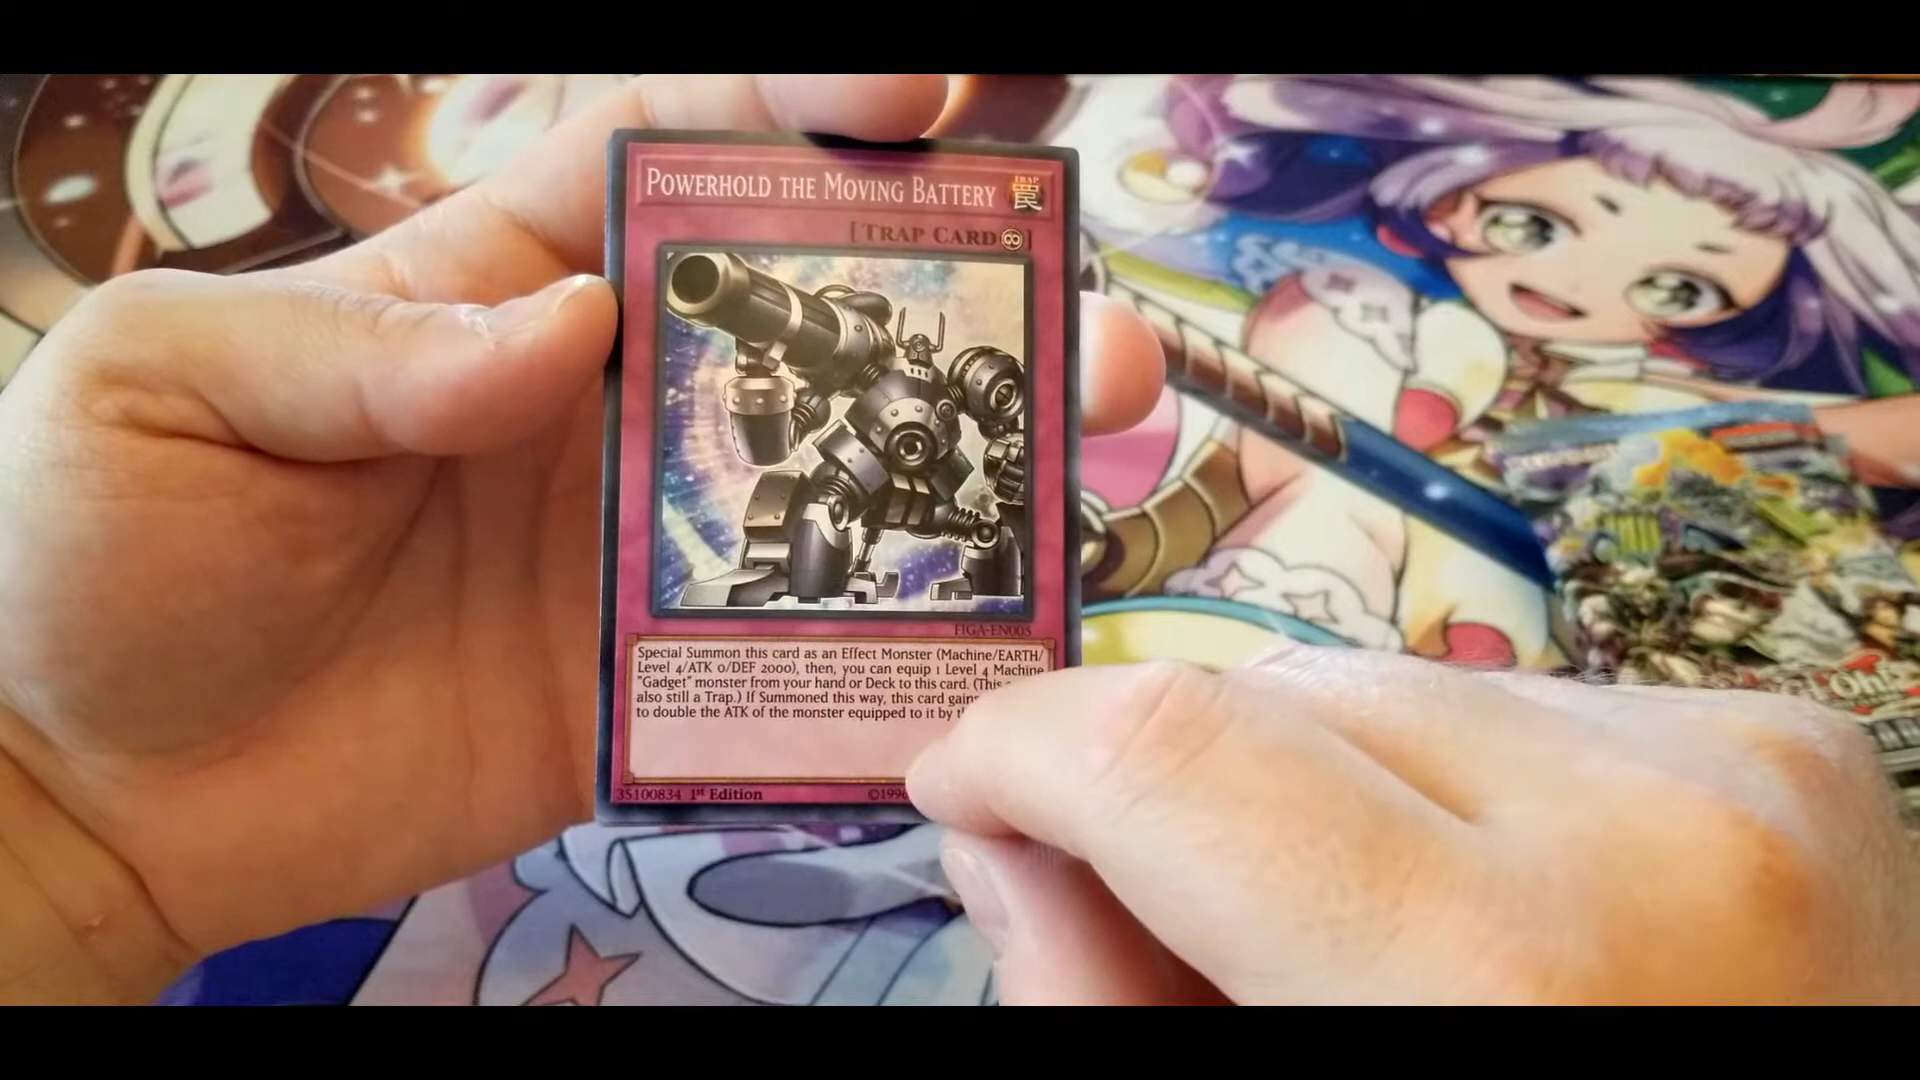 POWERHOLD THE MOVING BATTERY
TRAP
罠
[TRAP CARD ]
FIGA-EN005
Special Summon this card as an Effect Monster (Machine/EARTH/
Level 4/ATK 0/DEF 2000), then, you can equip 1 Level 4 Machine
"Gadget" monster from your hand or Deck to this card. (This
also still a Trap.) If Summoned this way, this card gains
to double the ATK of the monster equipped to it by
35100834 1st Edition
©1996